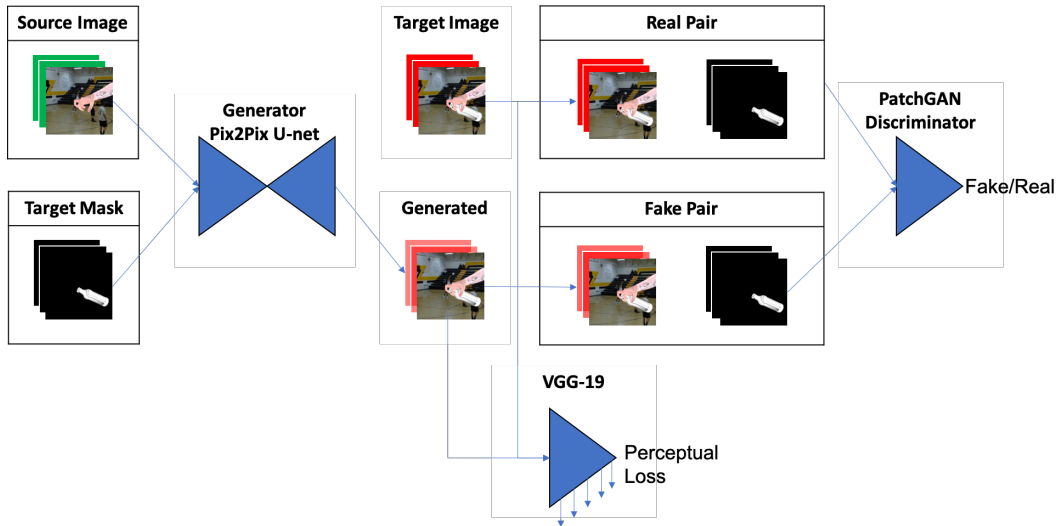 Source Image
Target Image
Real Pair
Generator
Pix2Pix U-net
PatchGAN
Discriminator
Fake/Real
Target Mask
Generated
Fake Pair
VGG-19
Perceptual
Loss